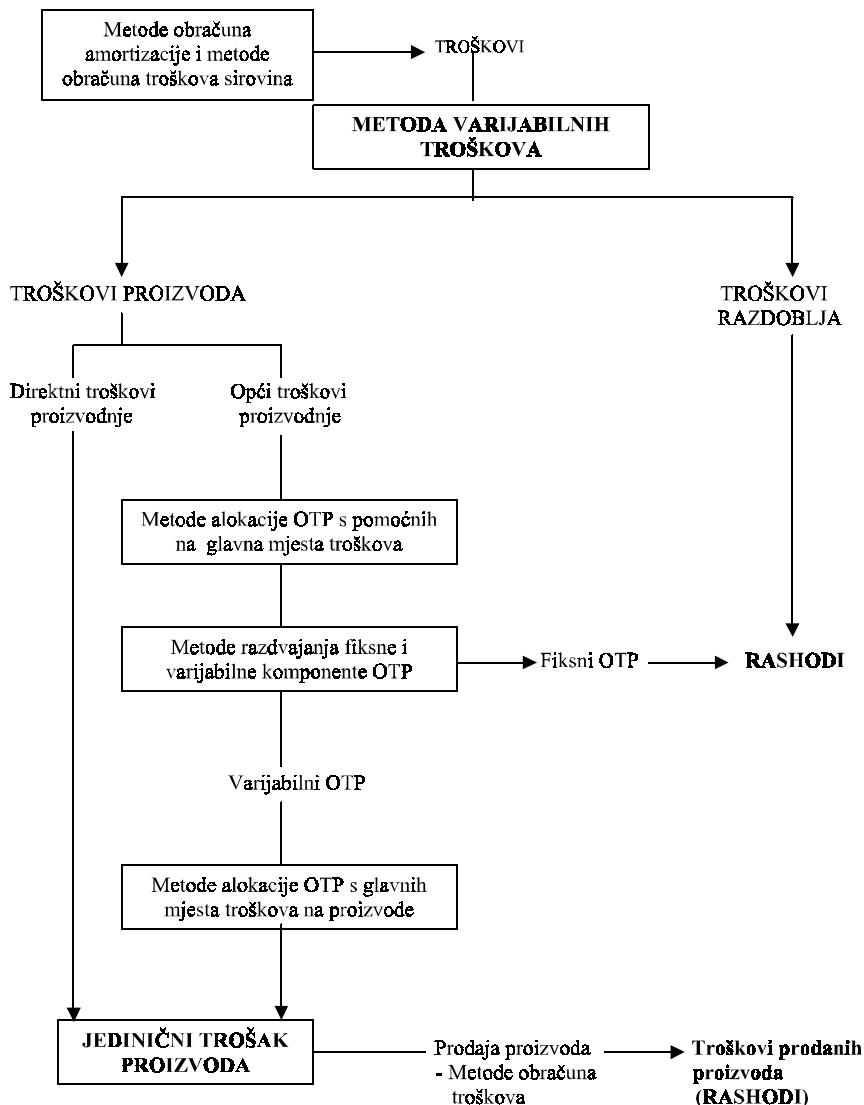 Metode obračuna
amortizacije i metode
obračuna troškova sirovina
TROŠKOVI
METODA VARIJABILNIH
TROŠKOVA
TROŠKOVI PROIZVODA
TROŠKOVI
RAZDOBLJA
Direktni troškovi
proizvodnje
Opći troškovi
proizvodnje
Metode alokacije OTP s pomoćnih
na glavna mjesta troškova
Metode razdvajanja fiksne i
varijabilne komponente OTP
Fiksni OTP
RASHODI
Varijabilni OTP
Metode alokacije OTP s glavnih
mjesta troškova na proizvode
JEDINIČNI TROŠAK
PROIZVODA
Prodaja proizvoda
- Metode obračuna
troškova
Troškovi prodanih
proizvoda
(RASHODI)